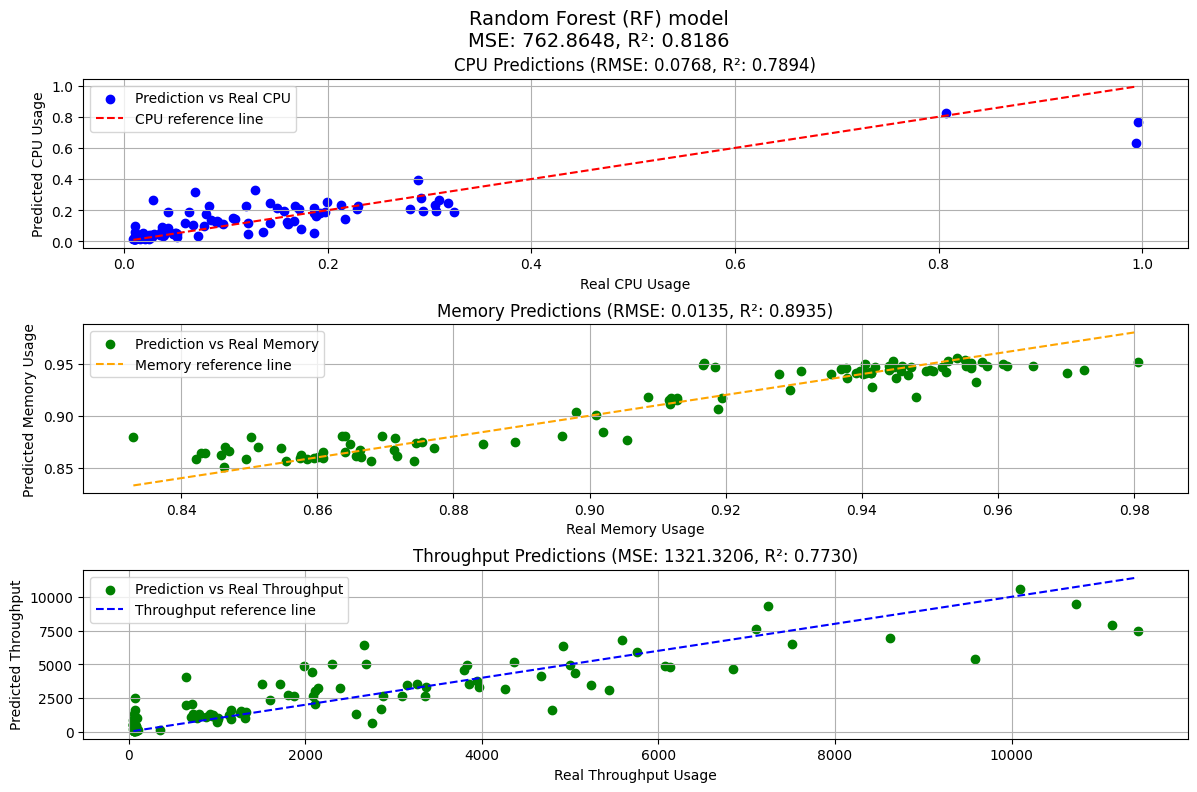 Random Forest (RF) model
MSE: 762.8648, R²: 0.8186
CPU Predictions (RMSE: 0.0768, R²: 0.7894)
Predicted CPU Usage
1.0
0.8
0.6
0.4
0.2
0.0
Prediction vs Real CPU
CPU reference line
0.0 0.2 0.4 0.6 0.8 1.0
Real CPU Usage
Memory Predictions (RMSE: 0.0135, R²: 0.8935)
Predicted Memory Usage
0.95
0.90
0.85
Prediction vs Real Memory
Memory reference line
0.84 0.86 0.88 0.90 0.92 0.94 0.96 0.98
Real Memory Usage
Throughput Predictions (MSE: 1321.3206, R²: 0.7730)
Predicted Throughput
10000
7500
5000
2500
0
Prediction vs Real Throughput
Throughput reference line
0 2000 4000 6000 8000 10000
Real Throughput Usage